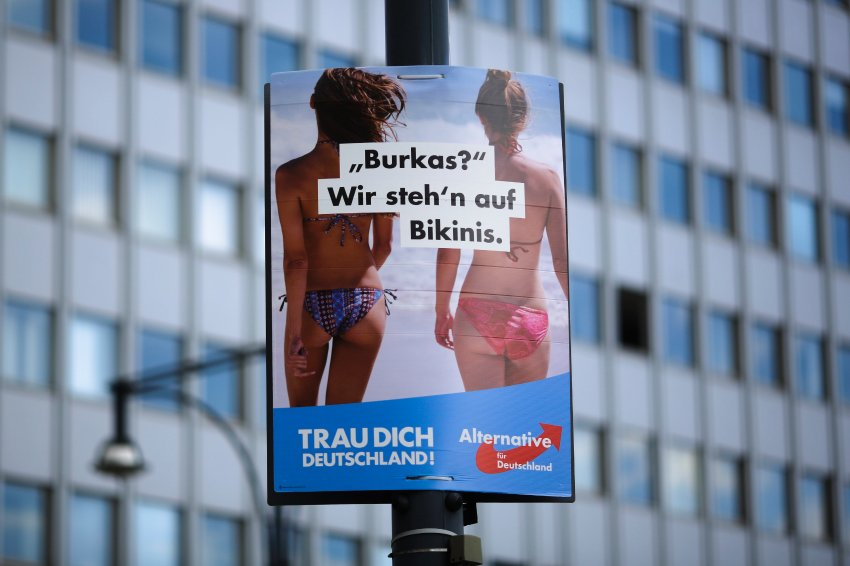 „Burkas?“
Wir steh‘n auf
Bikinis.
TRAU DICH
DEUTSCHLAND!
Alternative
für
Deutschland